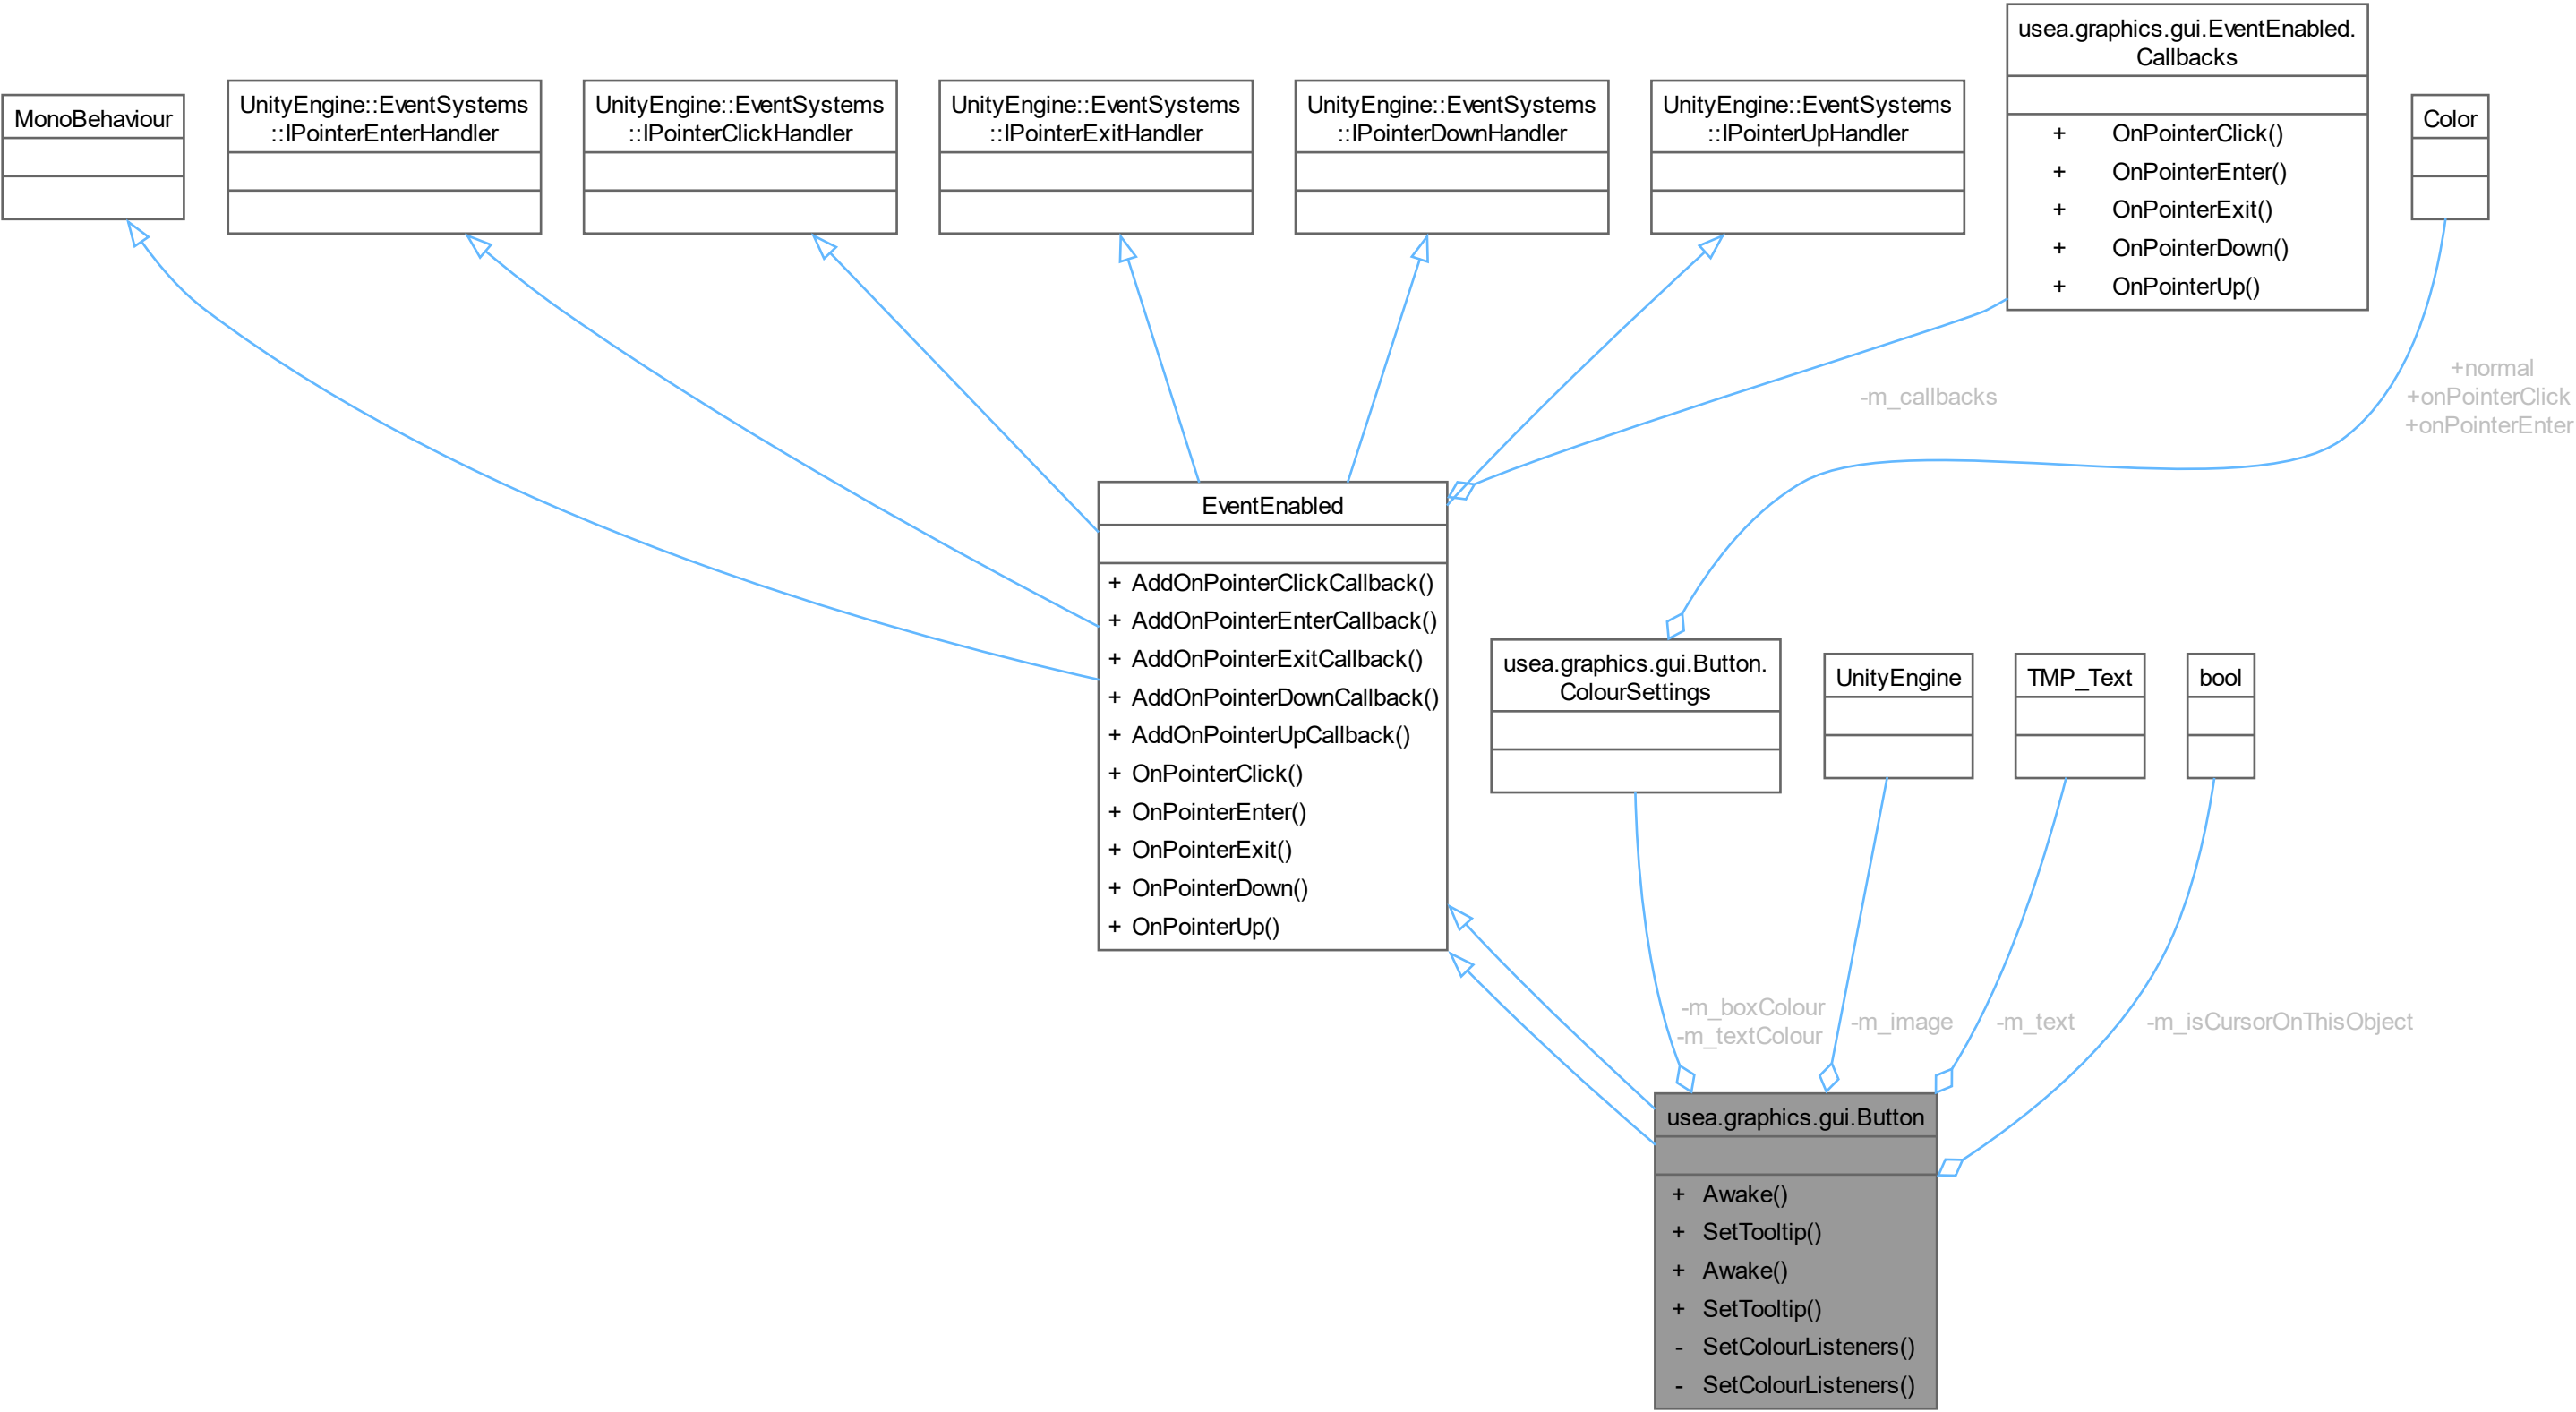 MonoBehaviour
UnityEngine::EventSystems
::IPointerEnterHandler
UnityEngine::EventSystems
::IPointerClickHandler
UnityEngine::EventSystems
::IPointerExitHandler
UnityEngine::EventSystems
::IPointerDownHandler
UnityEngine::EventSystems
::IPointerUpHandler
usea.graphics.gui.EventEnabled.
Callbacks
+ OnPointerClick()
+ OnPointerEnter()
+ OnPointerExit()
+ OnPointerDown()
+ OnPointerUp()
Color
-m_callbacks
+normal
+onPointerClick
+onPointerEnter
EventEnabled
+ AddOnPointerClickCallback()
+ AddOnPointerEnterCallback()
+ AddOnPointerExitCallback()
+ AddOnPointerDownCallback()
+ AddOnPointerUpCallback()
+ OnPointerClick()
+ OnPointerEnter()
+ OnPointerExit()
+ OnPointerDown()
+ OnPointerUp()
usea.graphics.gui.Button.
ColourSettings
UnityEngine
TMP_Text
bool
-m_boxColour
-m_textColour
-m_image
-m_text
-m_isCursorOnThisObject
usea.graphics.gui.Button
+ Awake()
+ SetTooltip()
+ Awake()
+ SetTooltip()
- SetColourListeners()
- SetColourListeners()